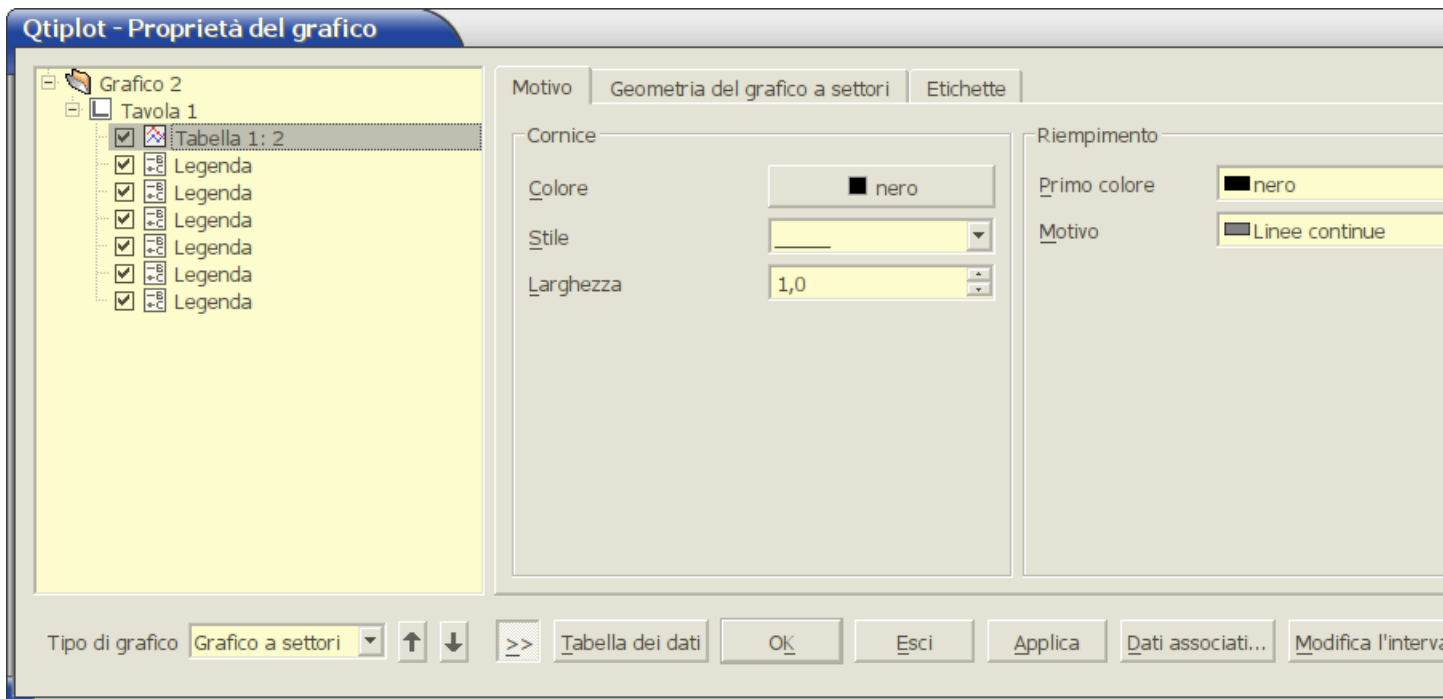 Qtiplot - Proprietà del grafico
Grafico 2
Tavola 1
Tabella 1: 2
Legenda
Legenda
Legenda
Legenda
Legenda
Legenda
Motivo
Geometria del grafico a settori
Etichette
Cornice
Colore
nero
Stile
Larghezza
1,0
Riempimento
Primo colore
nero
Motivo
Linee continue
Tipo di grafico
Grafico a settori
>>
Tabella dei dati
OK
Esci
Applica
Dati associati...
Modifica l'interva